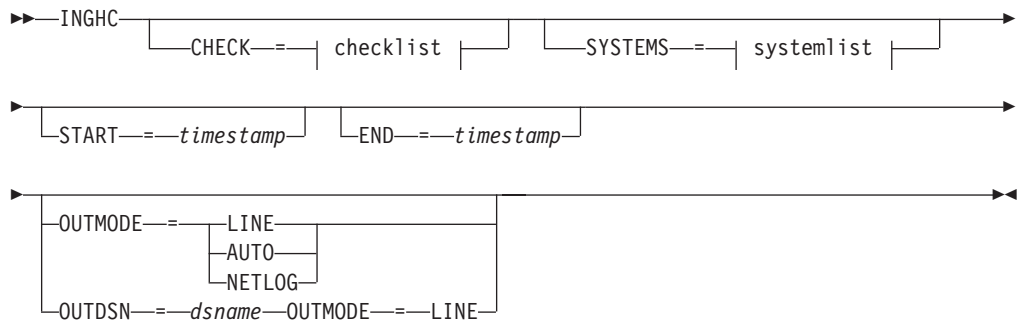 INGHC
CHECK = checklist SYSTEMS = systemlist
START = timestamp END = timestamp
OUTMODE = LINE
AUTO
NETLOG
OUTDSN = dsname OUTMODE = LINE